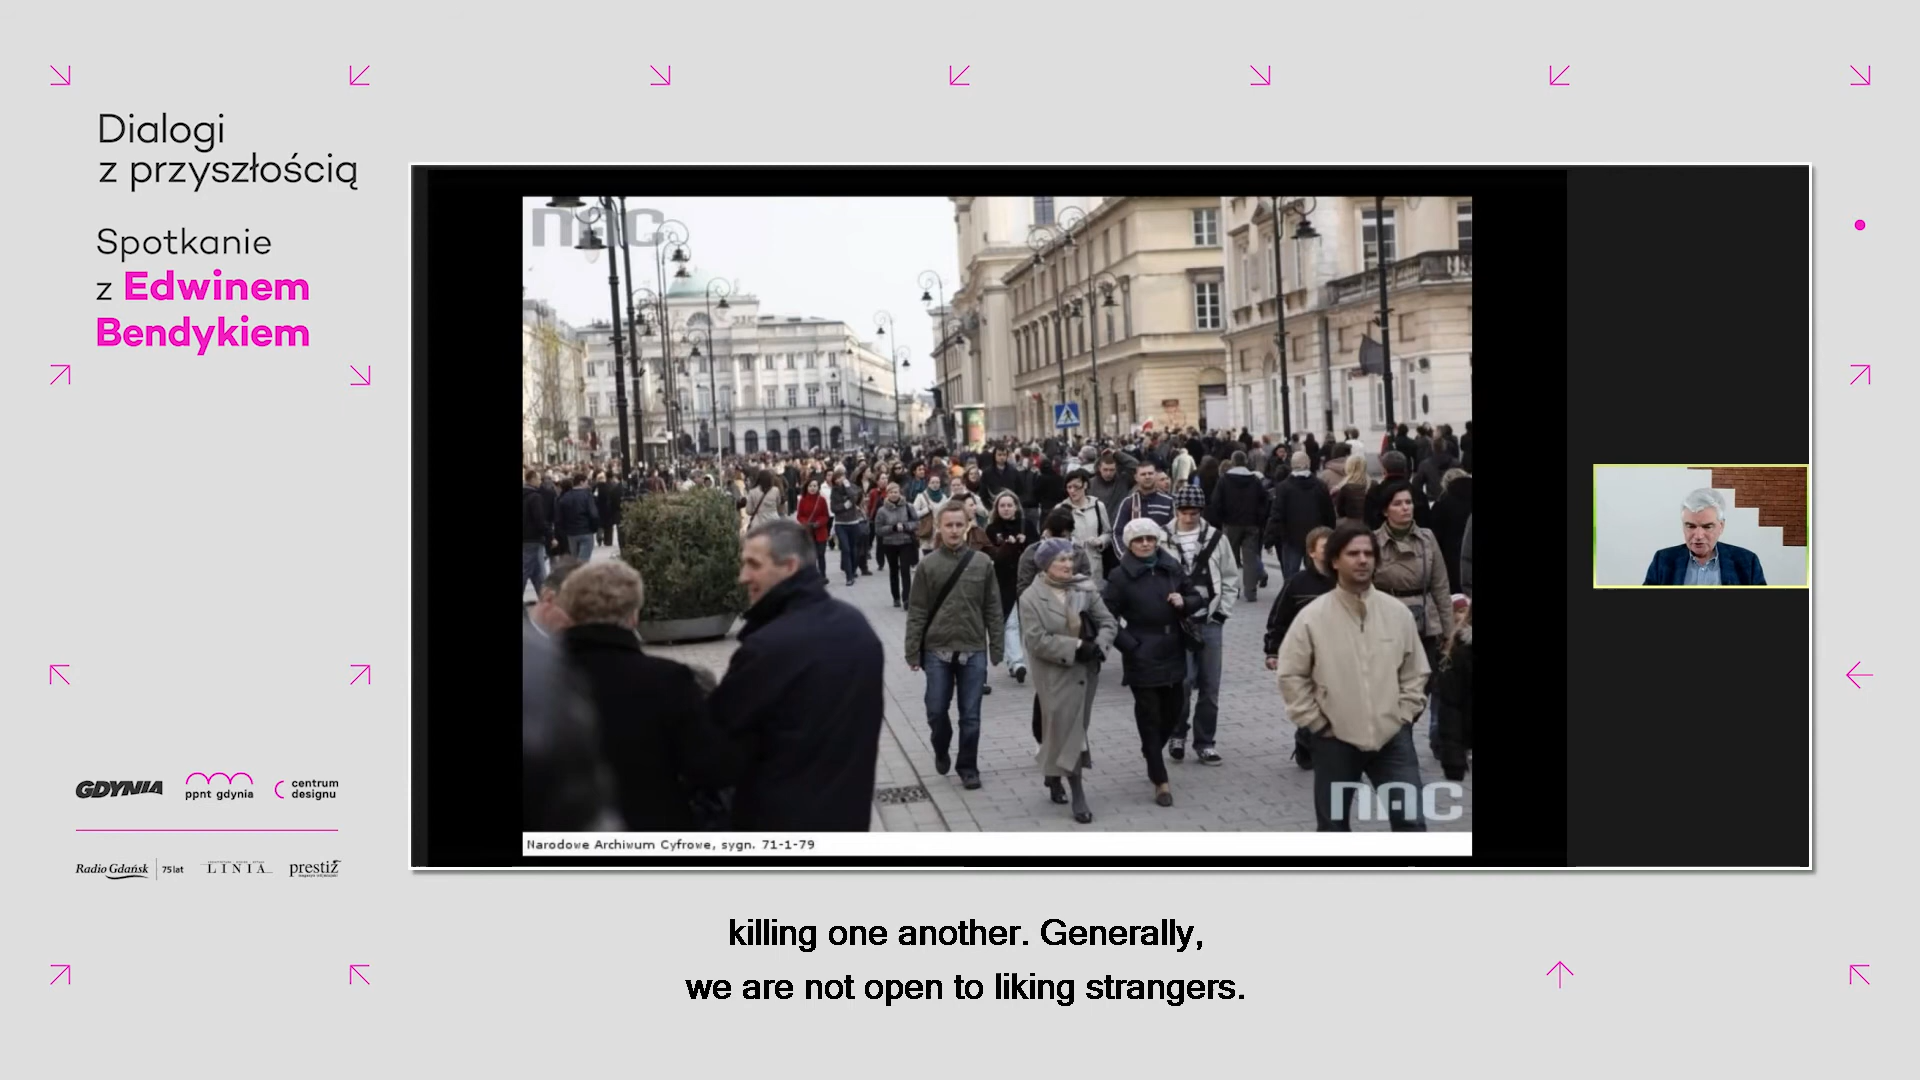 Dialogi
z przyszłością
Spotkanie
z Edwinem
Bendykiem
nac
nac
Narodowe Archiwum Cyfrowe, sygn. 71-1-79
GDYNIA
ppnt gdynia
centrum
designu
Radio Gdańsk 75 lat
LINIA
prestiż
killing one another. Generally,
we are not open to liking strangers.